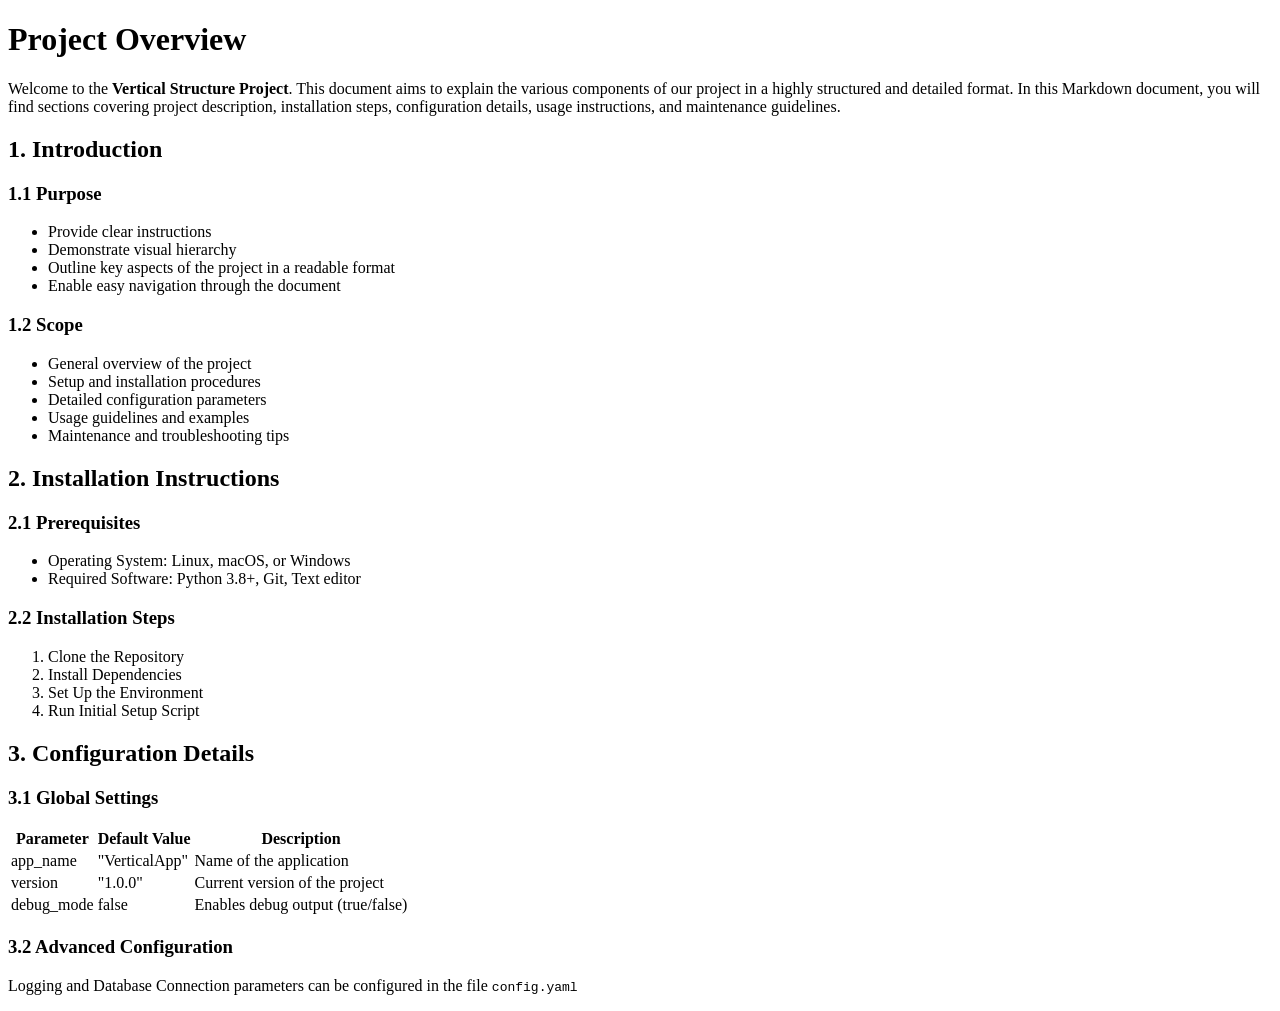 Project Overview
Welcome to the Vertical Structure Project. This document aims to explain the various components of our project in a highly structured and detailed format. In this Markdown document, you will
find sections covering project description, installation steps, configuration details, usage instructions, and maintenance guidelines.
1. Introduction
1.1 Purpose
• Provide clear instructions
• Demonstrate visual hierarchy
• Outline key aspects of the project in a readable format
• Enable easy navigation through the document
1.2 Scope
• General overview of the project
• Setup and installation procedures
• Detailed configuration parameters
• Usage guidelines and examples
• Maintenance and troubleshooting tips
2. Installation Instructions
2.1 Prerequisites
• Operating System: Linux, macOS, or Windows
• Required Software: Python 3.8+, Git, Text editor
2.2 Installation Steps
1. Clone the Repository
2. Install Dependencies
3. Set Up the Environment
4. Run Initial Setup Script
3. Configuration Details
3.1 Global Settings
Parameter Default Value Description
app_name "VerticalApp" Name of the application
version "1.0.0" Current version of the project
debug_mode false Enables debug output (true/false)
3.2 Advanced Configuration
Logging and Database Connection parameters can be configured in the file config.yaml